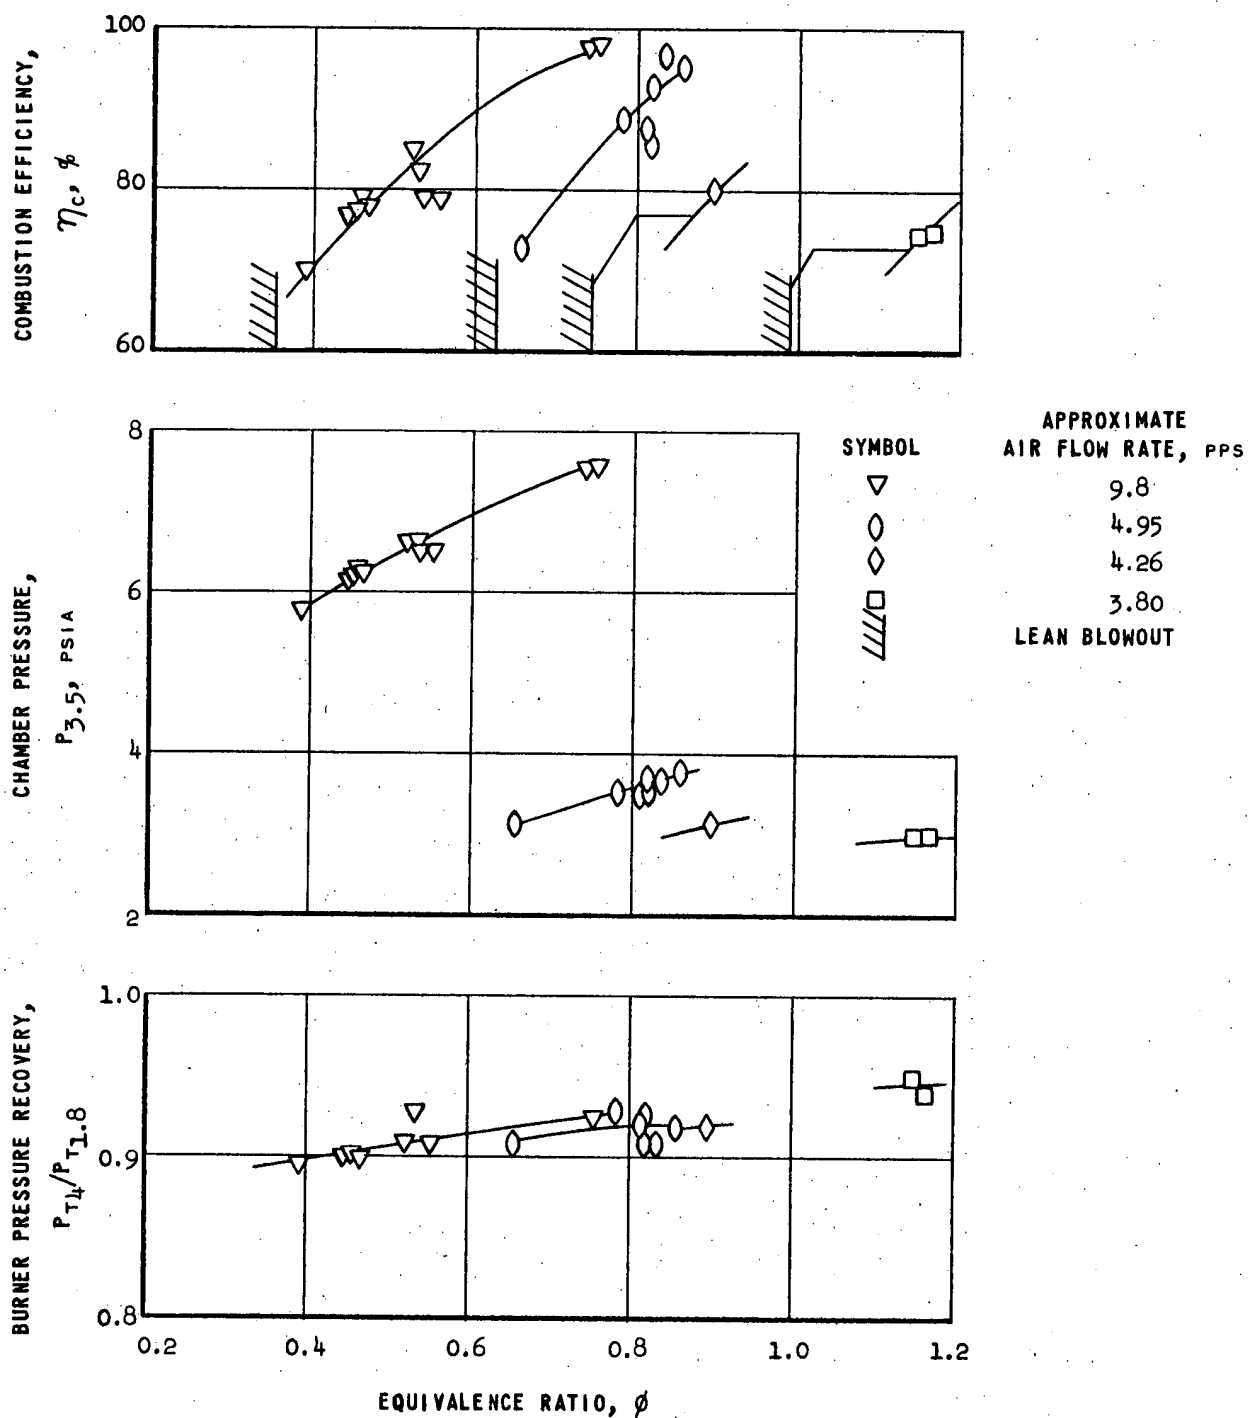 COMBUSTION EFFICIENCY,
ηc, %
100
80
60
CHAMBER PRESSURE,
P3.5, PSIA
8
6
4
2
SYMBOL
APPROXIMATE
AIR FLOW RATE, PPS
9.8
4.95
4.26
3.80
LEAN BLOWOUT
BURNER PRESSURE RECOVERY,
PT4/PT1.8
1.0
0.9
0.8
0.2 0.4 0.6 0.8 1.0 1.2
EQUIVALENCE RATIO, ϕ